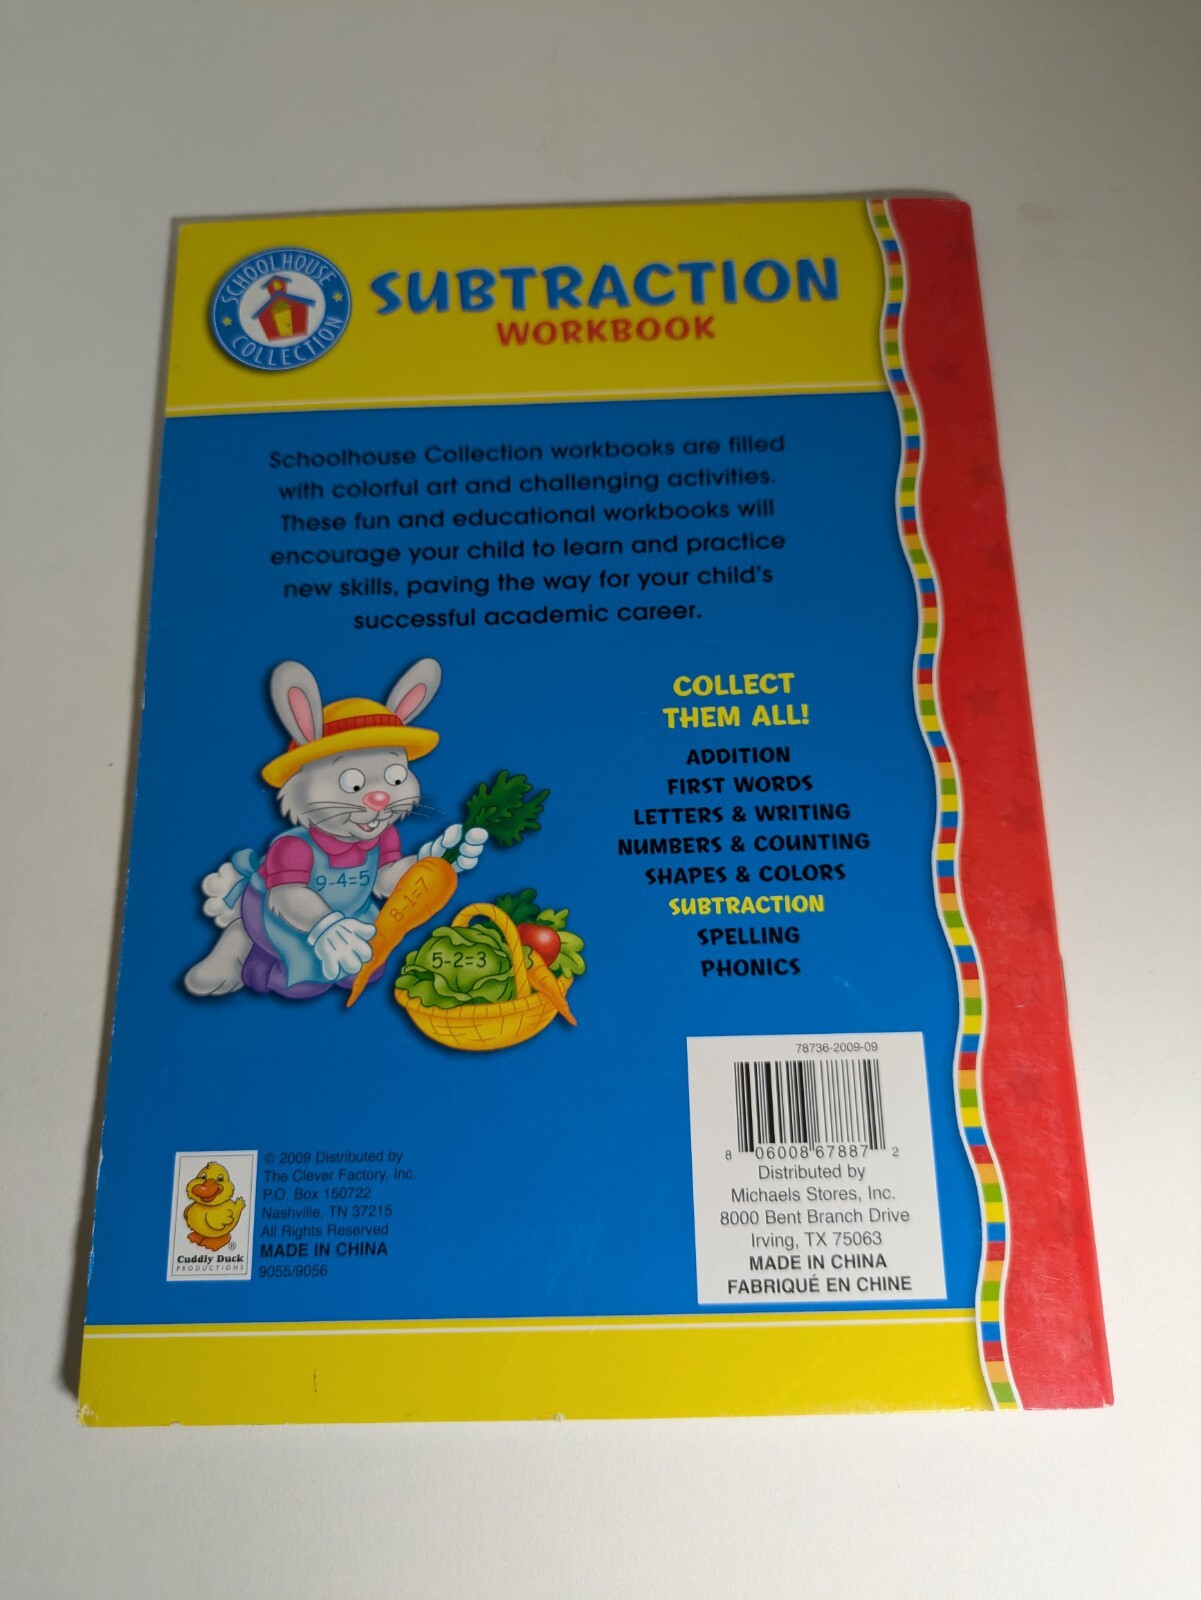 SCHOOLHOUSE
COLLECTION
SUBTRACTION
WORKBOOK
Schoolhouse Collection workbooks are filled
with colorful art and challenging activities.
These fun and educational workbooks will
encourage your child to learn and practice
new skills, paving the way for your child's
successful academic career.
COLLECT
THEM ALL!
ADDITION
FIRST WORDS
LETTERS & WRITING
NUMBERS & COUNTING
SHAPES & COLORS
SUBTRACTION
SPELLING
PHONICS
9-4=5
8-1=7
5-2=3
Cuddly Duck
PRODUCTIONS
®
© 2009 Distributed by
The Clever Factory, Inc.
P.O. Box 150722
Nashville, TN 37215
All Rights Reserved
MADE IN CHINA
9055/9056
78736-2009-09
8 06008 67887 2
Distributed by
Michaels Stores, Inc.
8000 Bent Branch Drive
Irving, TX 75063
MADE IN CHINA
FABRIQUÉ EN CHINE